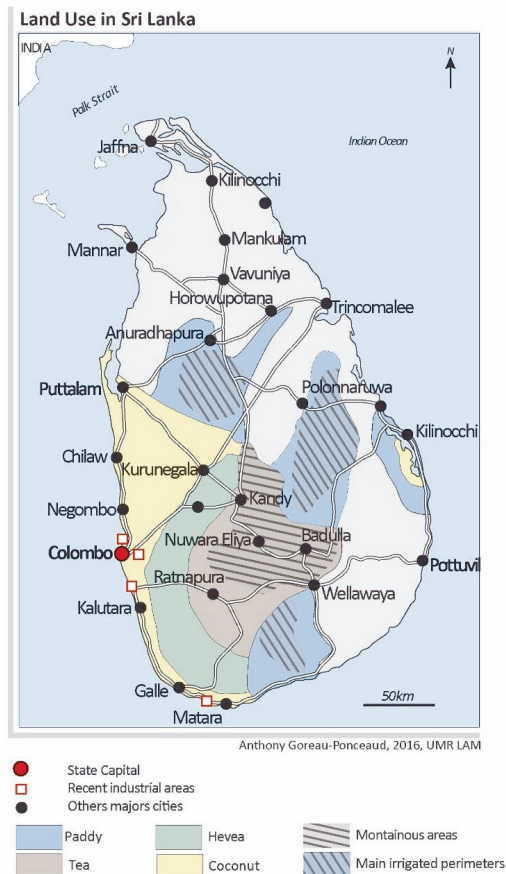 Land Use in Sri Lanka
INDIA
N
Palk Strait
Indian Ocean
Jaffna
Kilinocchi
Mankulam
Mannar
Vavuniya
Horowupotana
Trincomalee
Anuradhapura
Puttalam
Polonnaruwa
Kilinocchi
Chilaw
Kurunegala
Kandy
Negombo
Nuwara Eliya
Badulla
Colombo
Pottuvil
Ratnapura
Wellawaya
Kalutara
Galle
50km
Matara
Anthony Goreau-Ponceaud, 2016, UMR LAM
State Capital
Recent industrial areas
Others majors cities
Paddy
Hevea
Montainous areas
Tea
Coconut
Main irrigated perimeters